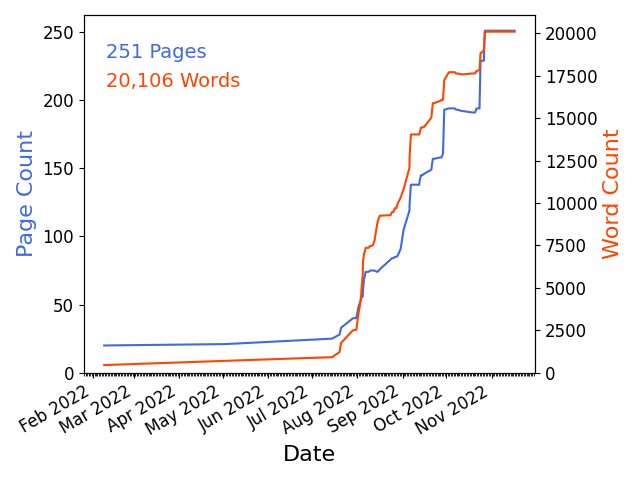 251 Pages
20,106 Words
Page Count
250
200
150
100
50
0
20000
17500
15000
12500
10000
7500
5000
2500
0
Word Count
Feb 2022
Mar 2022
Apr 2022
May 2022
Jun 2022
Jul 2022
Aug 2022
Sep 2022
Oct 2022
Nov 2022
Date